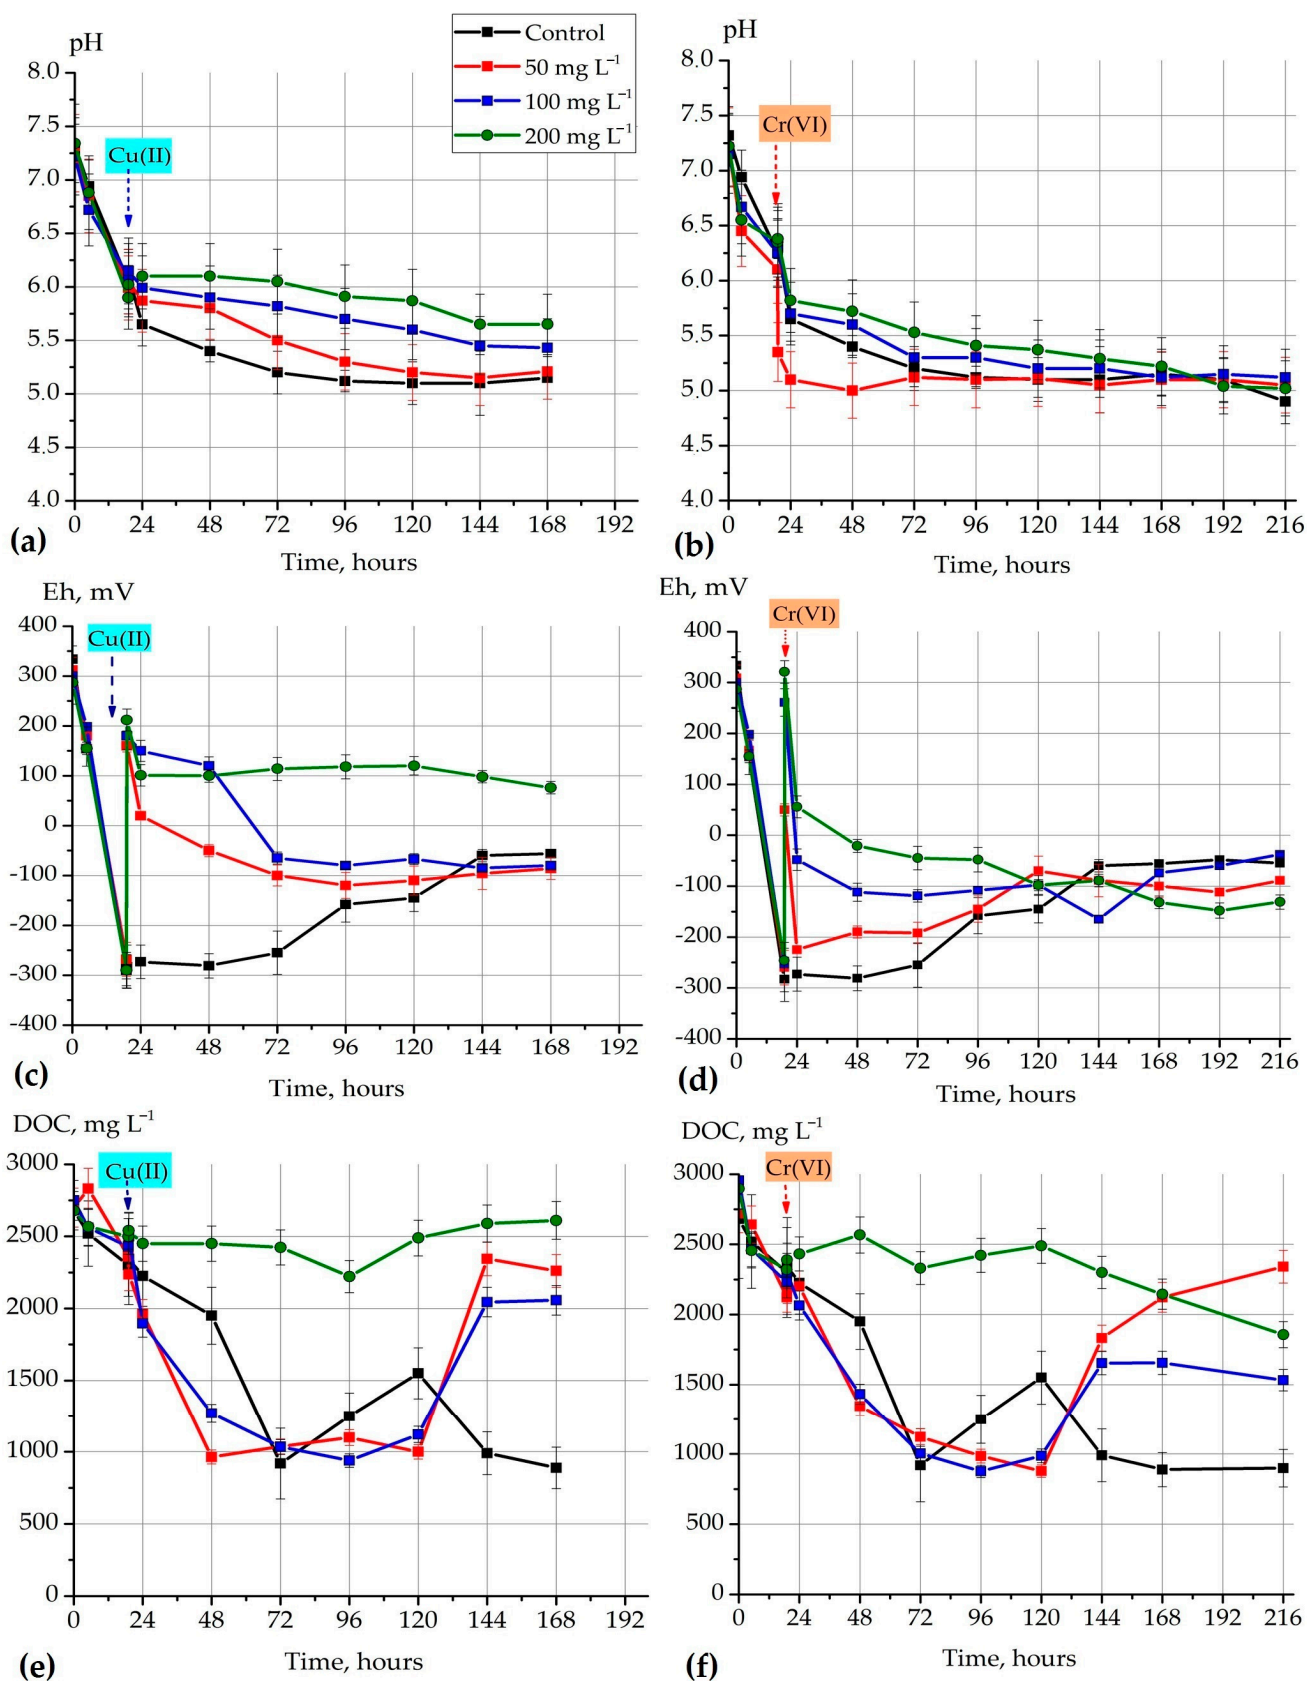 pH
Control
50 mg L⁻¹
100 mg L⁻¹
200 mg L⁻¹
Cu(II)
8.0
7.5
7.0
6.5
6.0
5.5
5.0
4.5
4.0
0 24 48 72 96 120 144 168 192
(a)
Time, hours
pH
Cr(VI)
8.0
7.5
7.0
6.5
6.0
5.5
5.0
4.5
4.0
0 24 48 72 96 120 144 168 192 216
(b)
Time, hours
Eh, mV
Cu(II)
400
300
200
100
0
-100
-200
-300
-400
0 24 48 72 96 120 144 168 192
(c)
Time, hours
Eh, mV
Cr(VI)
400
300
200
100
0
-100
-200
-300
-400
0 24 48 72 96 120 144 168 192 216
(d)
Time, hours
DOC, mg L⁻¹
Cu(II)
3000
2500
2000
1500
1000
500
0
0 24 48 72 96 120 144 168 192
(e)
Time, hours
DOC, mg L⁻¹
Cr(VI)
3000
2500
2000
1500
1000
500
0
0 24 48 72 96 120 144 168 192 216
(f)
Time, hours